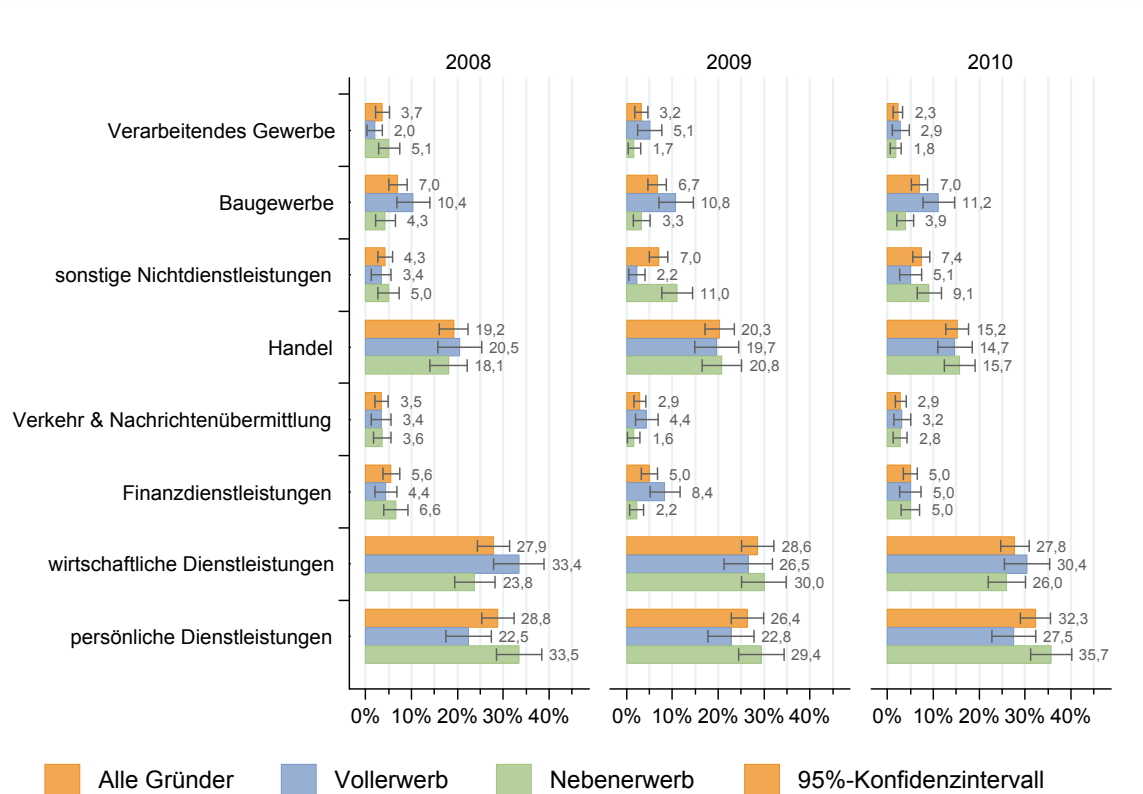 2008 2009 2010
Verarbeitendes Gewerbe
3,7 3,2 2,3
2,0 5,1 2,9
5,1 1,7 1,8
Baugewerbe
7,0 6,7 7,0
10,4 10,8 11,2
4,3 3,3 3,9
sonstige Nichtdienstleistungen
4,3 7,0 7,4
3,4 2,2 5,1
5,0 11,0 9,1
Handel
19,2 20,3 15,2
20,5 19,7 14,7
18,1 20,8 15,7
Verkehr & Nachrichtenübermittlung
3,5 2,9 2,9
3,4 4,4 3,2
3,6 1,6 2,8
Finanzdienstleistungen
5,6 5,0 5,0
4,4 8,4 5,0
6,6 2,2 5,0
wirtschaftliche Dienstleistungen
27,9 28,6 27,8
33,4 26,5 30,4
23,8 30,0 26,0
persönliche Dienstleistungen
28,8 26,4 32,3
22,5 22,8 27,5
33,5 29,4 35,7
0% 10% 20% 30% 40% 0% 10% 20% 30% 40% 0% 10% 20% 30% 40%
Alle Gründer Vollerwerb Nebenerwerb 95%-Konfidenzintervall